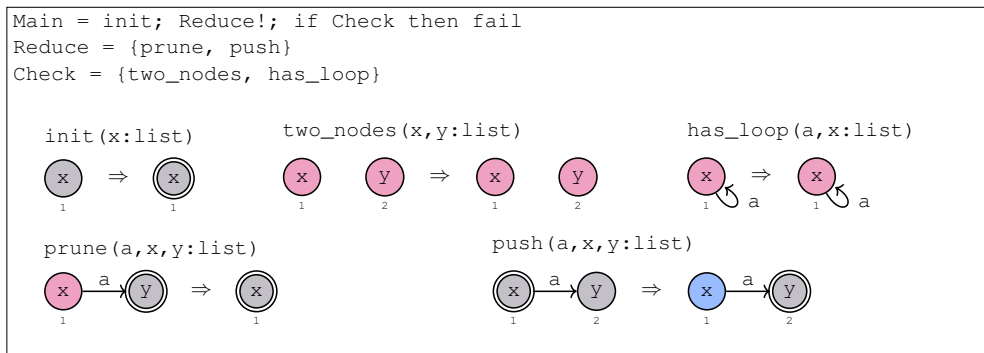 Main = init; Reduce!; if Check then fail
Reduce = {prune, push}
Check = {two_nodes, has_loop}
init(x:list)
two_nodes(x,y:list)
has_loop(a,x:list)
x ⇒ x
x y ⇒ x y
x a ⇒ x a
1 1
1 2 1 2
1 1
prune(a,x,y:list)
push(a,x,y:list)
x a y ⇒ x
x a y ⇒ x a y
1 1
1 2 1 2